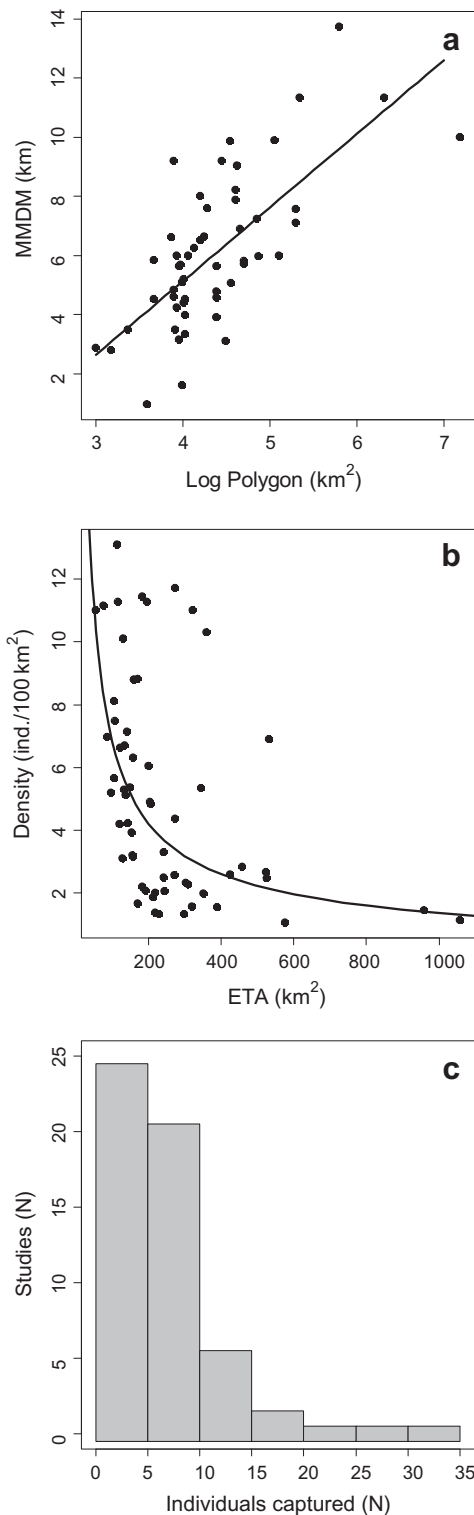 a
14
12
10
8
6
4
2
MMDM (km)
3 4 5 6 7
Log Polygon (km²)
b
12
10
8
6
4
2
Density (ind./100 km²)
200 400 600 800 1000
ETA (km²)
c
25
20
15
10
5
0
Studies (N)
0 5 10 15 20 25 30 35
Individuals captured (N)